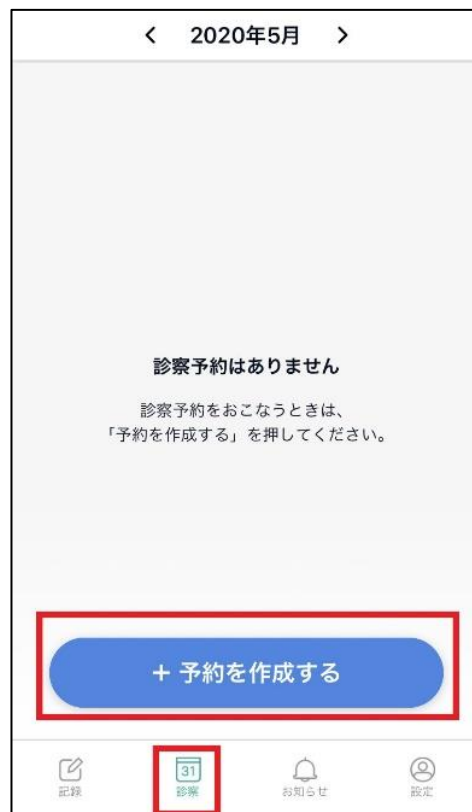 < 2020年5月 >
診察予約はありません
診察予約をおこなうときは、
「予約を作成する」を押してください。
+ 予約を作成する
31
記録 診察 お知らせ 設定